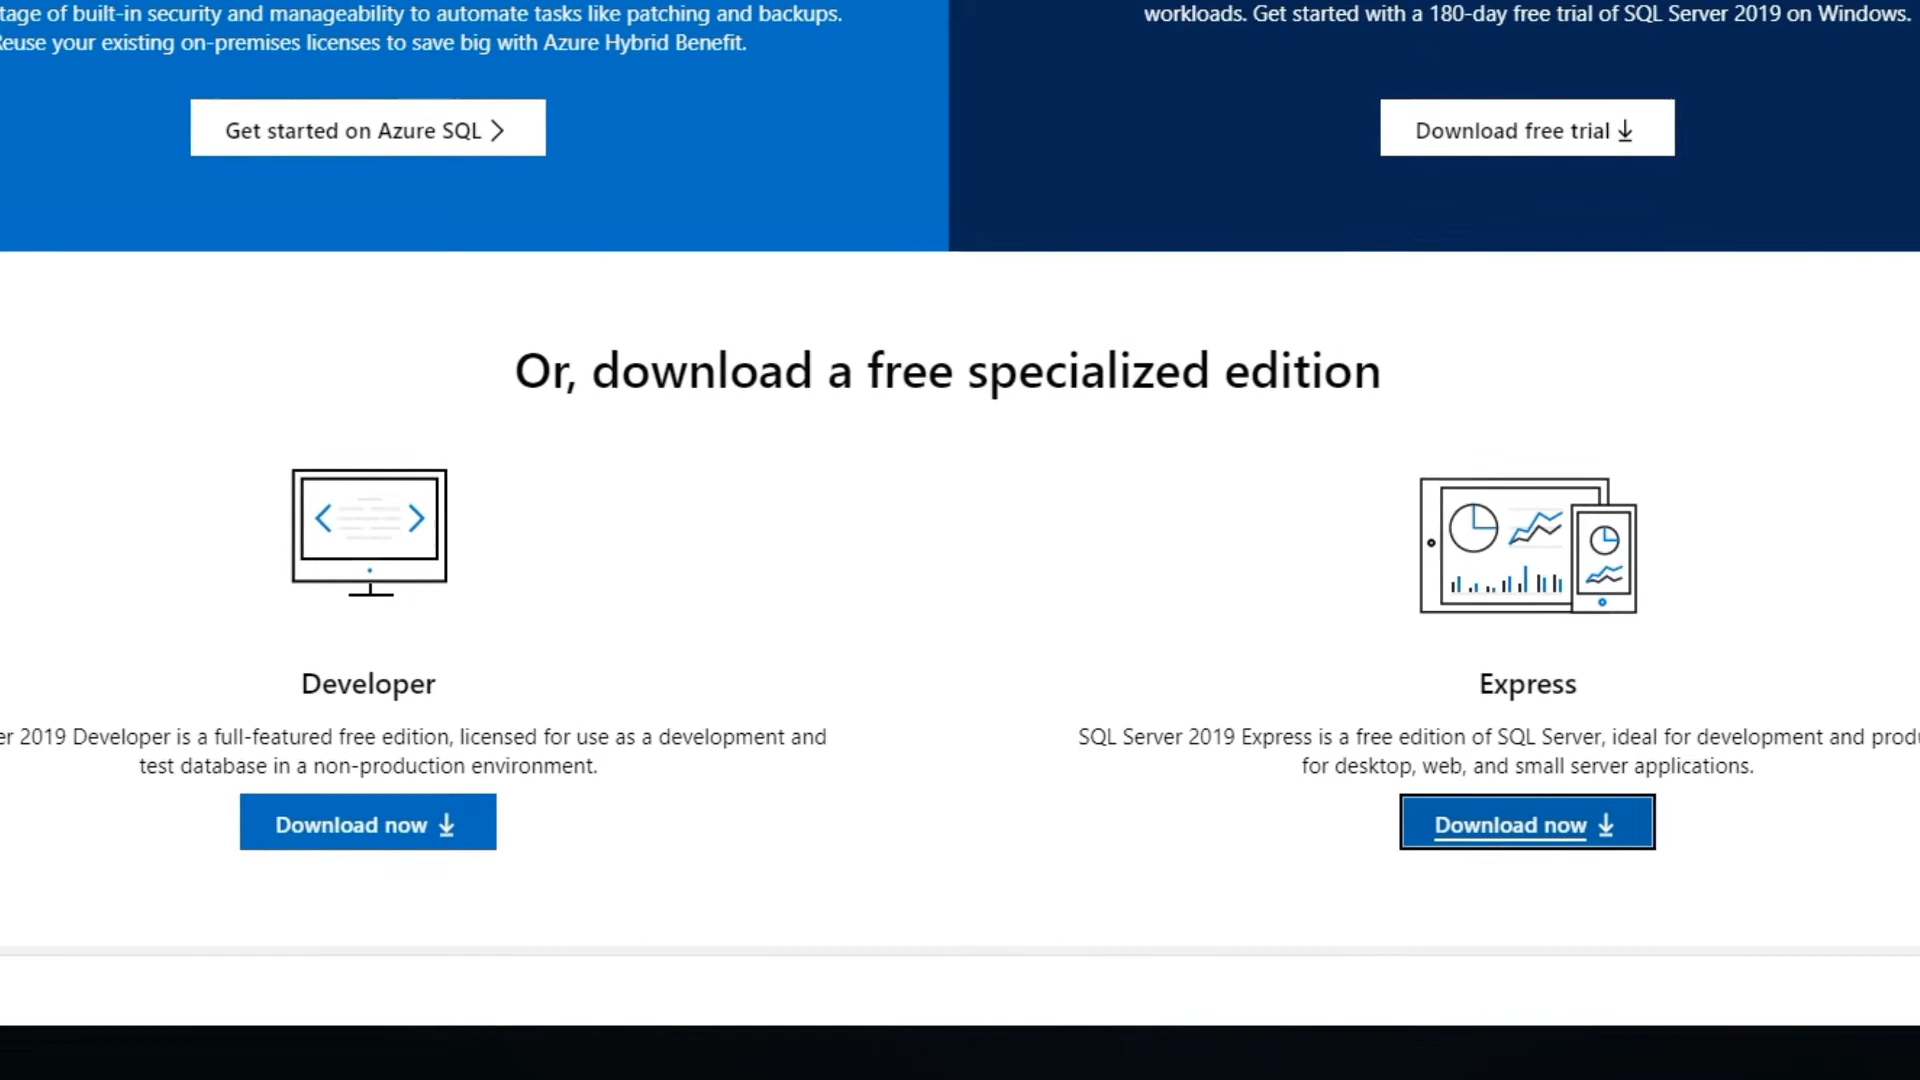 of built-in security and manageability to automate tasks like patching and backups.
your existing on-premises licenses to save big with Azure Hybrid Benefit.
Get started on Azure SQL
workloads. Get started with a 180-day free trial of SQL Server 2019 on Windows.
Download free trial
Or, download a free specialized edition
Developer
2019 Developer is a full-featured free edition, licensed for use as a development and
test database in a non-production environment.
Download now
Express
SQL Server 2019 Express is a free edition of SQL Server, ideal for development and
for desktop, web, and small server applications.
Download now